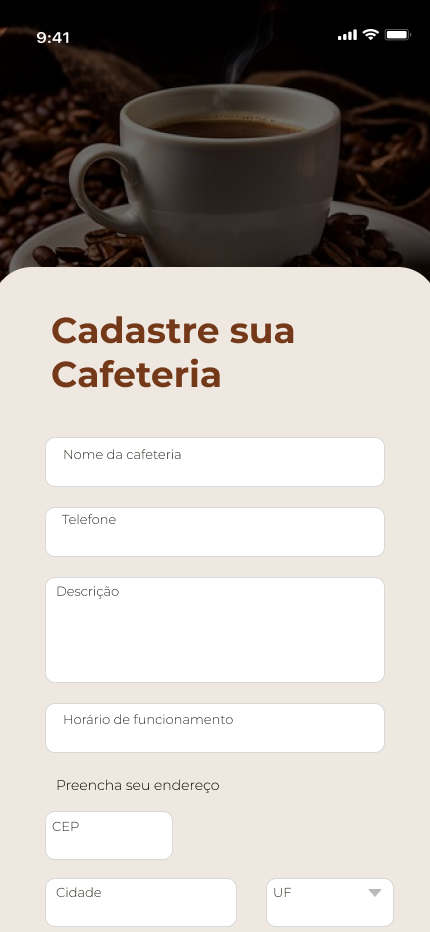 9:41
Cadastre sua
Cafeteria
Nome da cafeteria
Telefone
Descrição
Horário de funcionamento
Preencha seu endereço
CEP
Cidade
UF